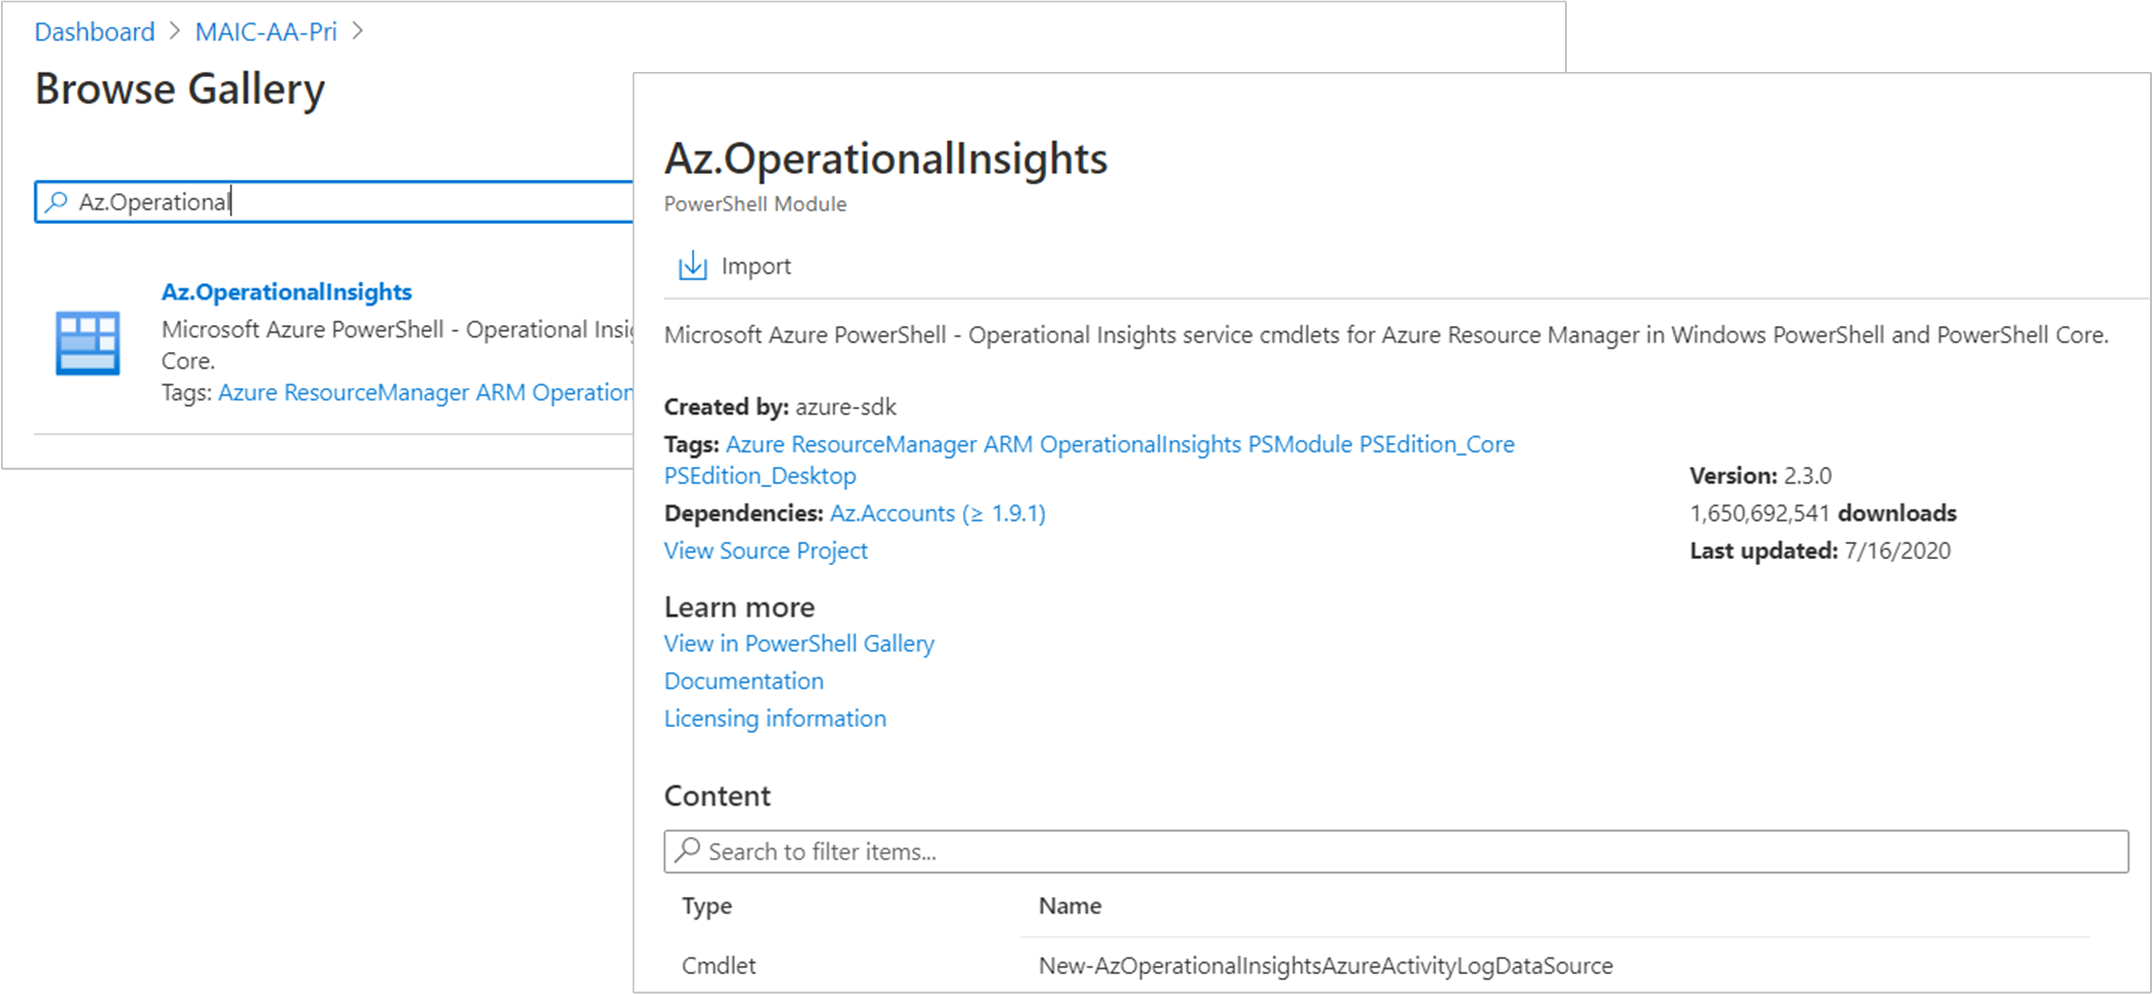 Dashboard > MAIC-AA-Pri >
Browse Gallery
Az.Operational
Az.OperationalInsights
Microsoft Azure PowerShell - Operational
Core.
Tags: Azure ResourceManager ARM Operation
Az.OperationalInsights
PowerShell Module
Import
Microsoft Azure PowerShell - Operational Insights service cmdlets for Azure Resource Manager in Windows PowerShell and PowerShell Core.
Created by: azure-sdk
Tags: Azure ResourceManager ARM OperationalInsights PSModule PSEdition_Core
PSEdition_Desktop
Dependencies: Az.Accounts (≥ 1.9.1)
View Source Project
Version: 2.3.0
1,650,692,541 downloads
Last updated: 7/16/2020
Learn more
View in PowerShell Gallery
Documentation
Licensing information
Content
Search to filter items...
Type Name
Cmdlet New-AzOperationalInsightsAzureActivityLogDataSource